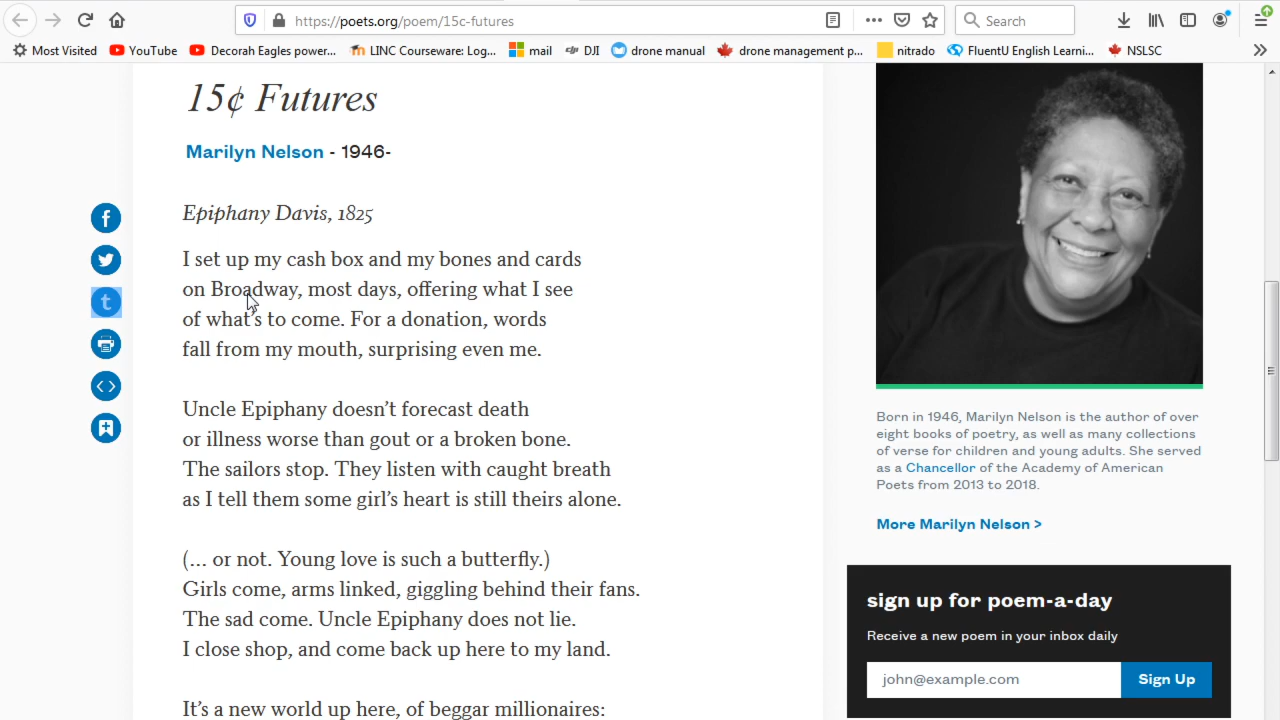 https://poets.org/poem/15c-futures
Search
Most Visited
YouTube
Decorah Eagles power...
LINC Courseware: Log...
mail
DJI
drone manual
drone management p...
nitrado
FluentU English Learni...
NSLSC
15¢ Futures
Marilyn Nelson - 1946-
Epiphany Davis, 1825
I set up my cash box and my bones and cards
on Broadway, most days, offering what I see
of what's to come. For a donation, words
fall from my mouth, surprising even me.
Uncle Epiphany doesn't forecast death
or illness worse than gout or a broken bone.
The sailors stop. They listen with caught breath
as I tell them some girl's heart is still theirs alone.
(... or not. Young love is such a butterfly.)
Girls come, arms linked, giggling behind their fans.
The sad come. Uncle Epiphany does not lie.
I close shop, and come back up here to my land.
It's a new world up here, of beggar millionaires:
Born in 1946, Marilyn Nelson is the author of over
eight books of poetry, as well as many collections
of verse for children and young adults. She served
as a Chancellor of the Academy of American
Poets from 2013 to 2018.
More Marilyn Nelson >
sign up for poem-a-day
Receive a new poem in your inbox daily
john@example.com
Sign Up